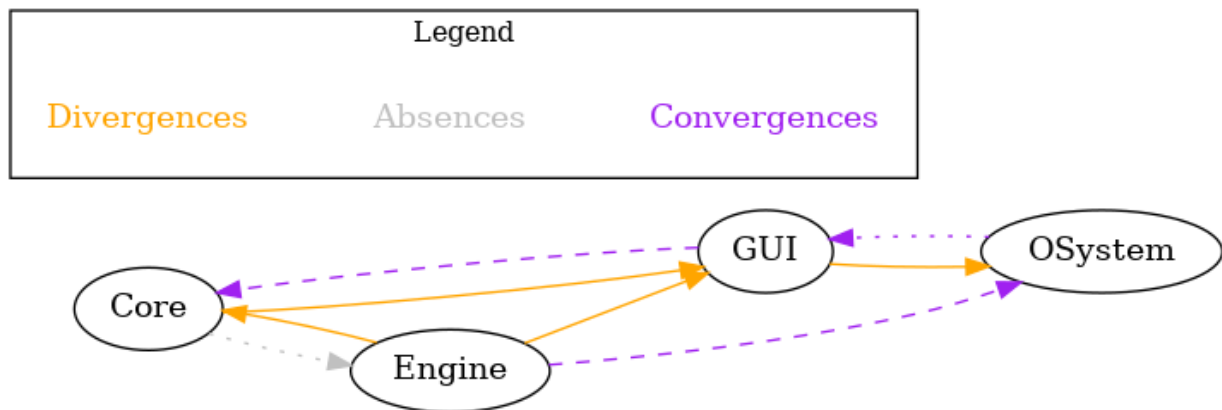 Legend
Divergences Absences Convergences
GUI OSystem
Core
Engine